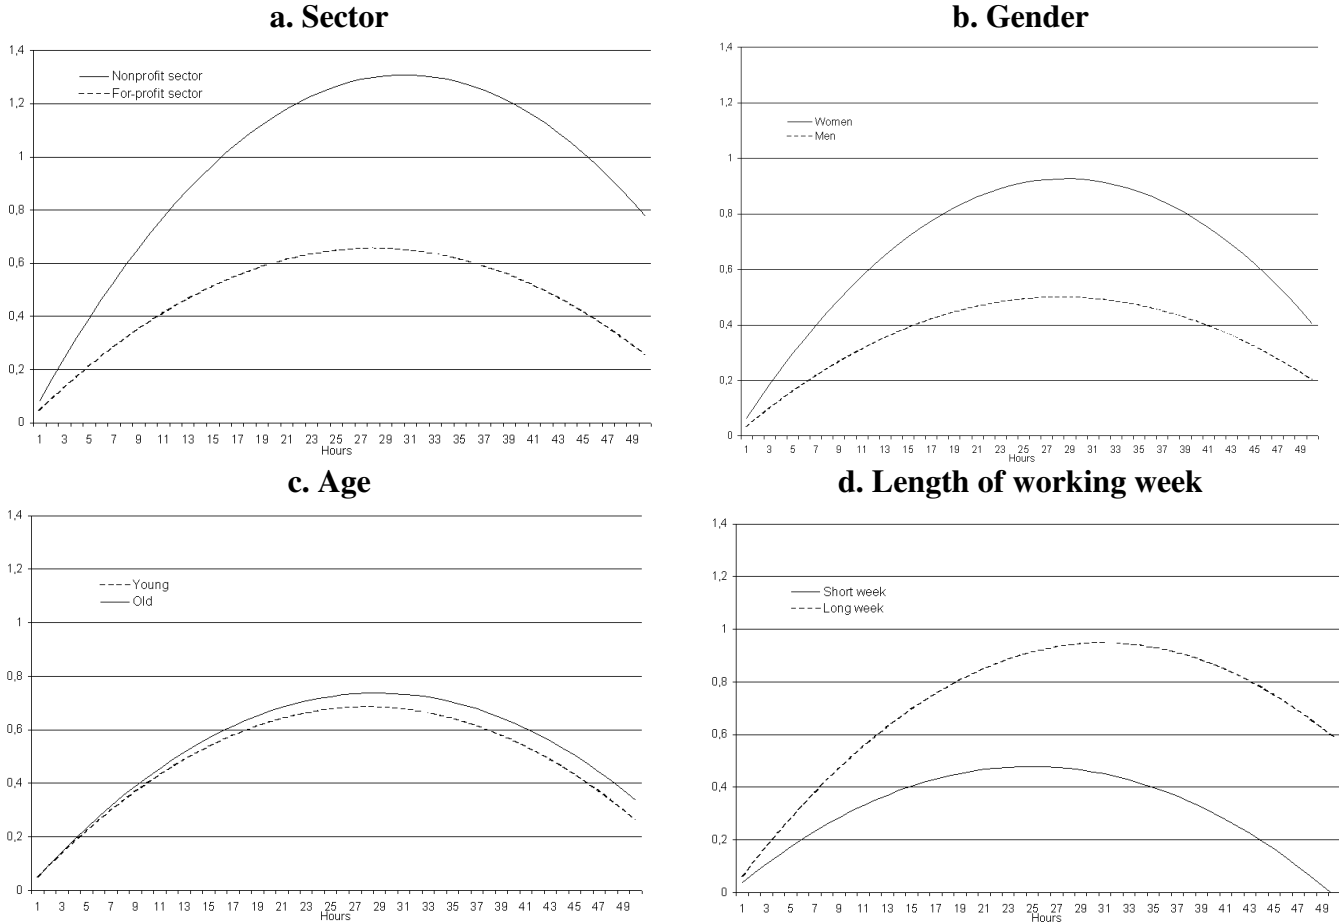 a. Sector
1,4
1,2
1
0,8
0,6
0,4
0,2
0
Nonprofit sector
For-profit sector
1 3 5 7 9 11 13 15 17 19 21 23 25 27 29 31 33 35 37 39 41 43 45 47 49
Hours
b. Gender
1,4
1,2
1
0,8
0,6
0,4
0,2
0
Women
Men
1 3 5 7 9 11 13 15 17 19 21 23 25 27 29 31 33 35 37 39 41 43 45 47 49
Hours
c. Age
1,4
1,2
1
0,8
0,6
0,4
0,2
0
Young
Old
1 3 5 7 9 11 13 15 17 19 21 23 25 27 29 31 33 35 37 39 41 43 45 47 49
Hours
d. Length of working week
1,4
1,2
1
0,8
0,6
0,4
0,2
0
Short week
Long week
1 3 5 7 9 11 13 15 17 19 21 23 25 27 29 31 33 35 37 39 41 43 45 47 49
Hours